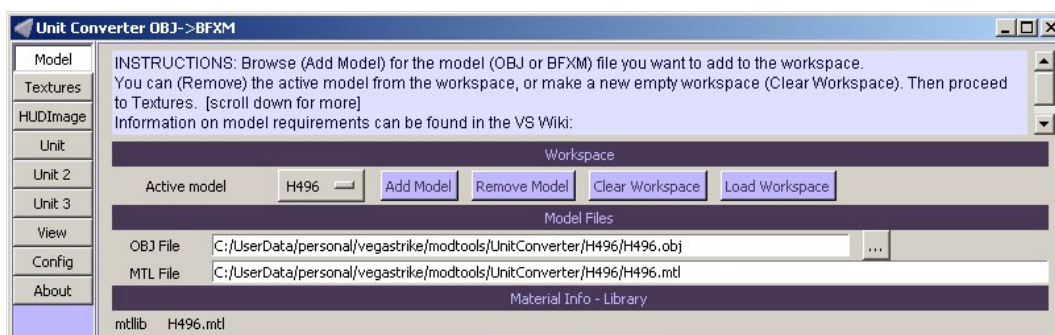 Unit Converter OBJ->BFXM
Model
Textures
HUDImage
Unit
Unit 2
Unit 3
View
Config
About
INSTRUCTIONS: Browse (Add Model) for the model (OBJ or BFXM) file you want to add to the workspace.
You can (Remove) the active model from the workspace, or make a new empty workspace (Clear Workspace). Then proceed
to Textures. [scroll down for more]
Information on model requirements can be found in the VS Wiki:
Workspace
Active model H496 Add Model Remove Model Clear Workspace Load Workspace
Model Files
OBJ File C:/UserData/personal/vegastrike/modtools/UnitConverter/H496/H496.obj ...
MTL File C:/UserData/personal/vegastrike/modtools/UnitConverter/H496/H496.mtl
Material Info - Library
mtllib H496.mtl